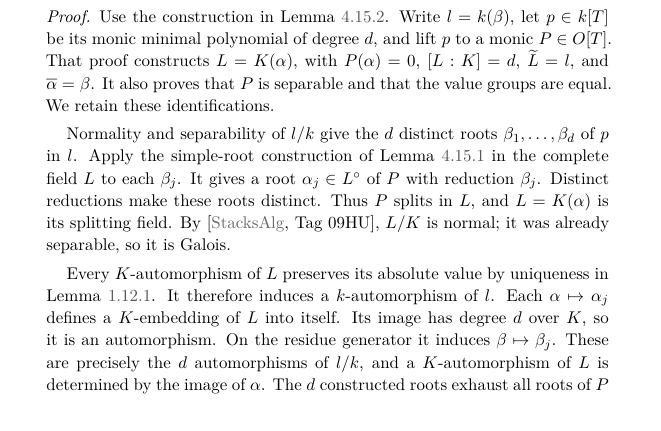 Proof. Use the construction in Lemma 4.15.2. Write l = k(β), let p ∈ k[T]
be its monic minimal polynomial of degree d, and lift p to a monic P ∈ O[T].
That proof constructs L = K(α), with P(α) = 0, [L : K] = d, L̃ = l, and
ᾱ = β. It also proves that P is separable and that the value groups are equal.
We retain these identifications.
Normality and separability of l/k give the d distinct roots β₁, . . . , β_d of p
in l. Apply the simple-root construction of Lemma 4.15.1 in the complete
field L to each β_j. It gives a root α_j ∈ L° of P with reduction β_j. Distinct
reductions make these roots distinct. Thus P splits in L, and L = K(α) is
its splitting field. By [StacksAlg, Tag 09HU], L/K is normal; it was already
separable, so it is Galois.
Every K-automorphism of L preserves its absolute value by uniqueness in
Lemma 1.12.1. It therefore induces a k-automorphism of l. Each α ↦ α_j
defines a K-embedding of L into itself. Its image has degree d over K, so
it is an automorphism. On the residue generator it induces β ↦ β_j. These
are precisely the d automorphisms of l/k, and a K-automorphism of L is
determined by the image of α. The d constructed roots exhaust all roots of P